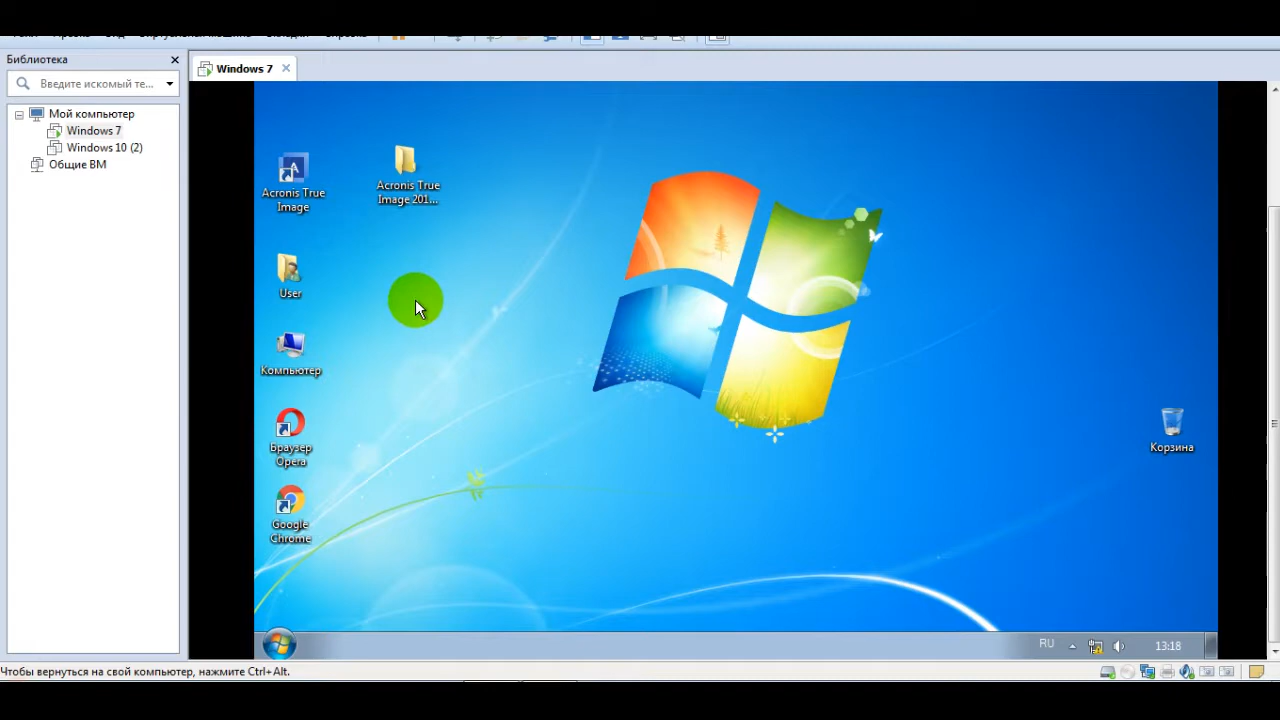 Библиотека
Windows 7
Введите искомый те...
Мой компьютер
Windows 7
Windows 10 (2)
Общие ВМ
Acronis True
Image
Acronis True
Image 201...
User
Компьютер
Браузер
Opera
Google
Chrome
Корзина
RU
13:18
Чтобы вернуться на свой компьютер, нажмите Ctrl+Alt.